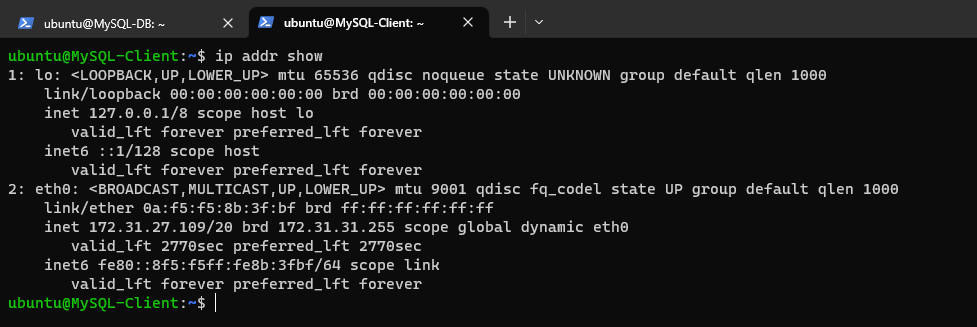 ubuntu@MySQL-DB: ~
ubuntu@MySQL-Client: ~
ubuntu@MySQL-Client:~$ ip addr show
1: lo: <LOOPBACK,UP,LOWER_UP> mtu 65536 qdisc noqueue state UNKNOWN group default qlen 1000
    link/loopback 00:00:00:00:00:00 brd 00:00:00:00:00:00
    inet 127.0.0.1/8 scope host lo
       valid_lft forever preferred_lft forever
    inet6 ::1/128 scope host
       valid_lft forever preferred_lft forever
2: eth0: <BROADCAST,MULTICAST,UP,LOWER_UP> mtu 9001 qdisc fq_codel state UP group default qlen 1000
    link/ether 0a:f5:f5:8b:3f:bf brd ff:ff:ff:ff:ff:ff
    inet 172.31.27.109/20 brd 172.31.31.255 scope global dynamic eth0
       valid_lft 2770sec preferred_lft 2770sec
    inet6 fe80::8f5:f5ff:fe8b:3fbf/64 scope link
       valid_lft forever preferred_lft forever
ubuntu@MySQL-Client:~$